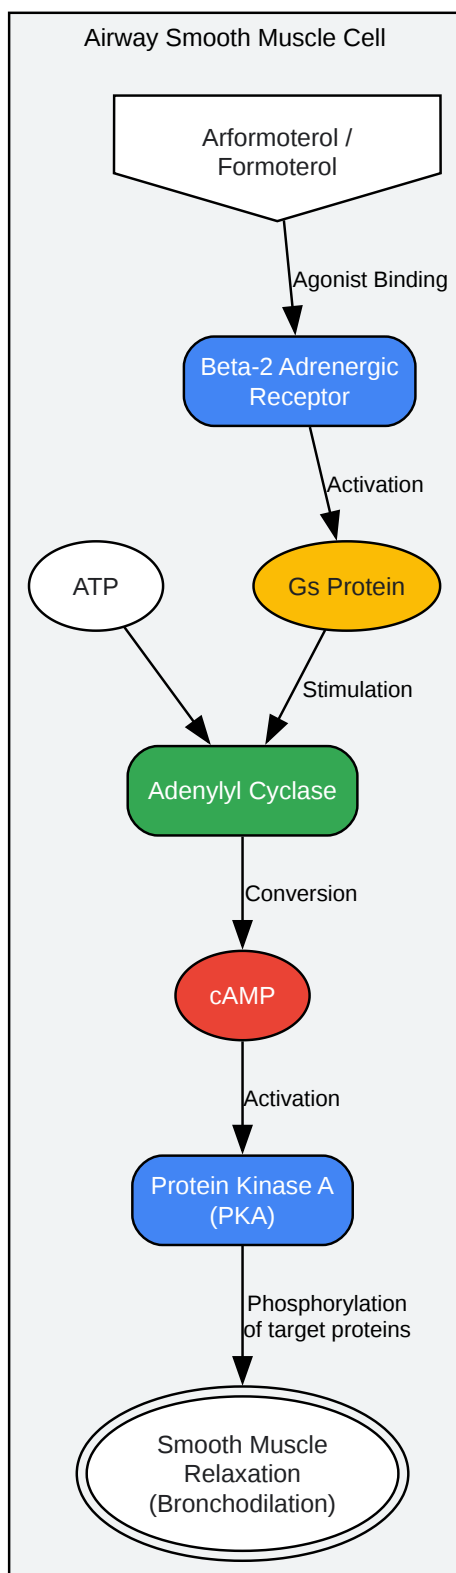 Airway Smooth Muscle Cell
Arformoterol /
Formoterol
Agonist Binding
Beta-2 Adrenergic
Receptor
Activation
ATP
Gs Protein
Stimulation
Adenylyl Cyclase
Conversion
cAMP
Activation
Protein Kinase A
(PKA)
Phosphorylation
of target proteins
Smooth Muscle
Relaxation
(Bronchodilation)